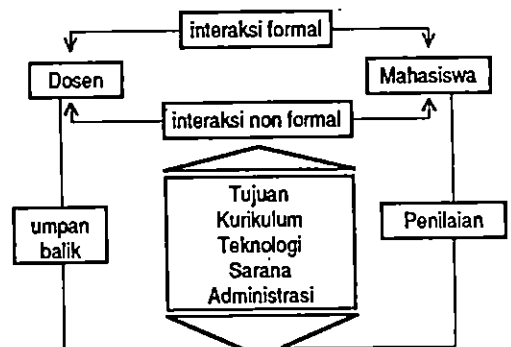 interaksi formal
Dosen
Mahasiswa
interaksi non formal
Tujuan
Kurikulum
Teknologi
Sarana
Administrasi
umpan
balik
Penilaian